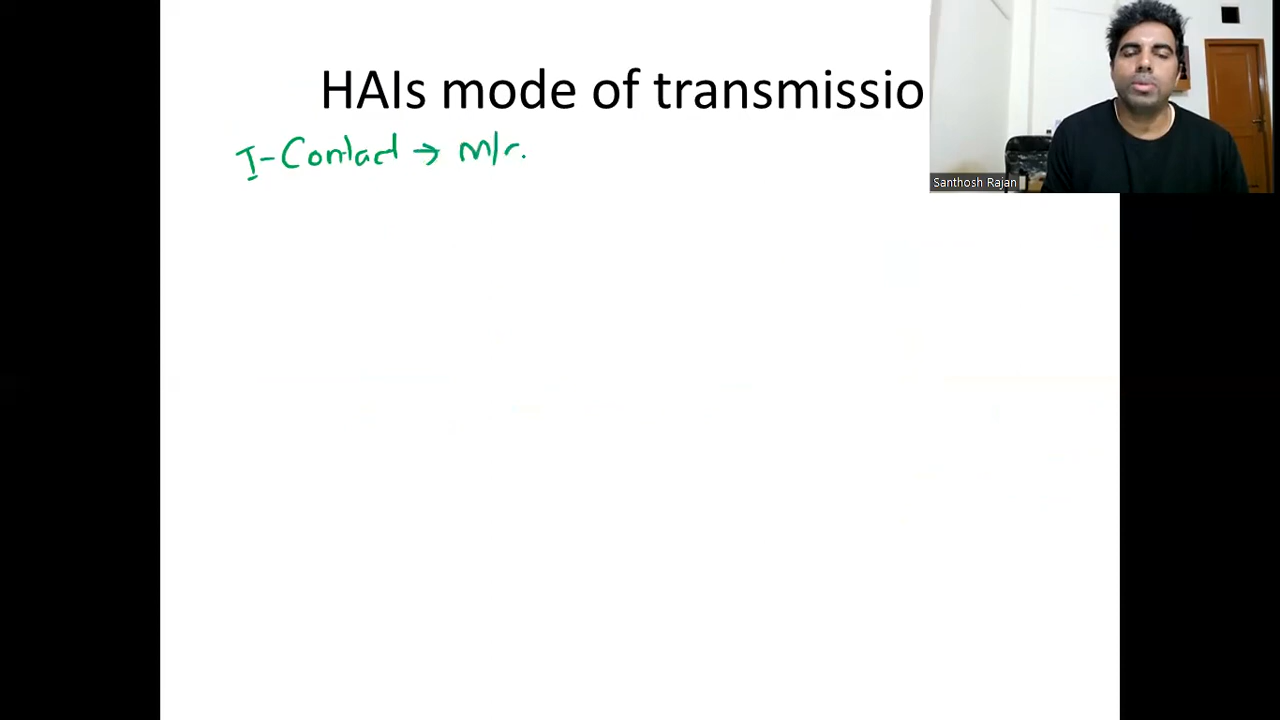 HAIs mode of transmissio
I-Contact → m/c.
Santhosh Rajan